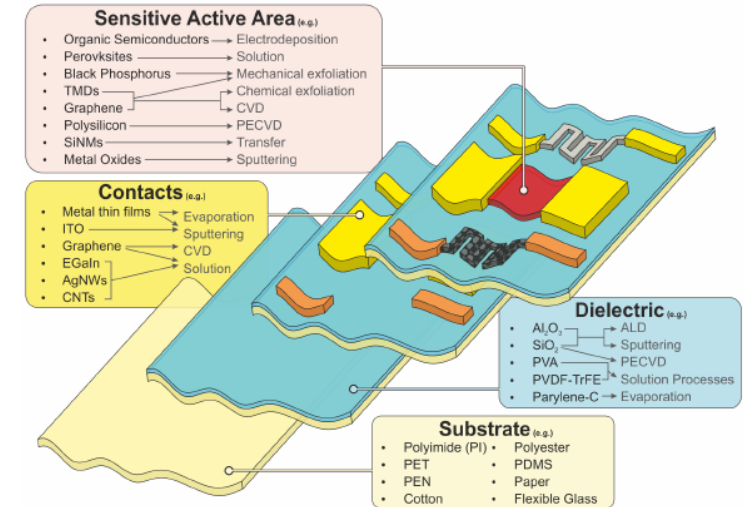 Sensitive Active Area (e.g.)
• Organic Semiconductors → Electrodeposition
• Perovksites → Solution
• Black Phosphorus → Mechanical exfoliation
• TMDs Chemical exfoliation
• Graphene CVD
• Polysilicon → PECVD
• SiNMs → Transfer
• Metal Oxides → Sputtering
Contacts (e.g.)
• Metal thin films Evaporation
• ITO Sputtering
• Graphene CVD
• EGaIn Solution
• AgNWs
• CNTs
Dielectric (e.g.)
• Al₂O₃ ALD
• SiO₂ Sputtering
• PVA PECVD
• PVDF-TrFE Solution Processes
• Parylene-C → Evaporation
Substrate (e.g.)
• Polyimide (PI) • Polyester
• PET • PDMS
• PEN • Paper
• Cotton • Flexible Glass